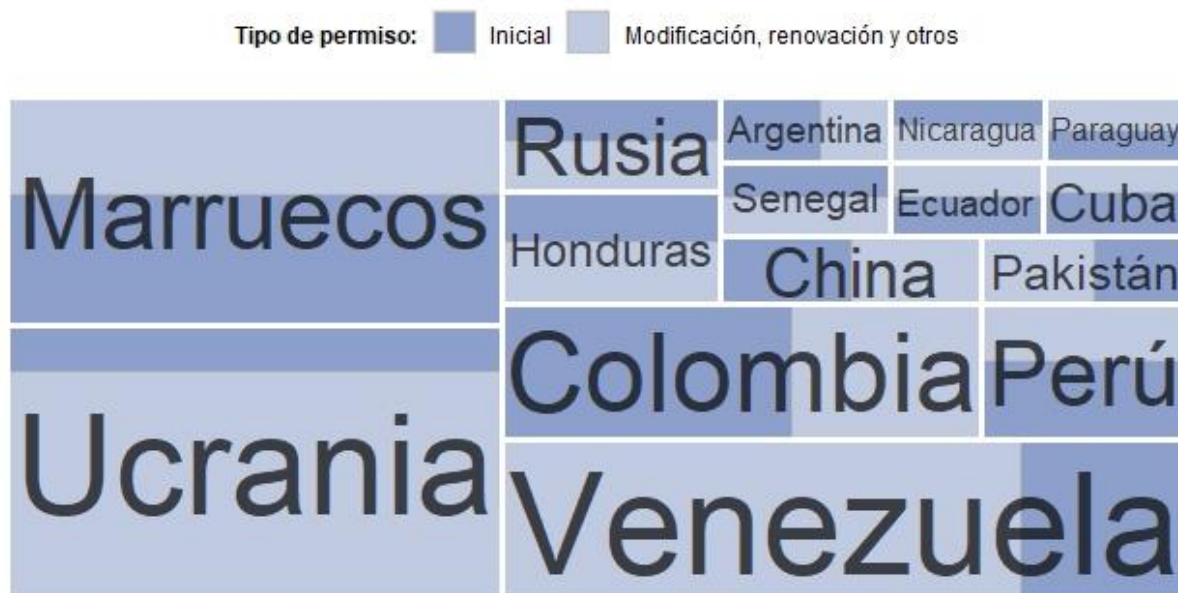 Tipo de permiso: Inicial Modificación, renovación y otros
Marruecos
Ucrania
Rusia
Honduras
Argentina
Nicaragua
Paraguay
Senegal
Ecuador
Cuba
China
Pakistán
Colombia
Perú
Venezuela